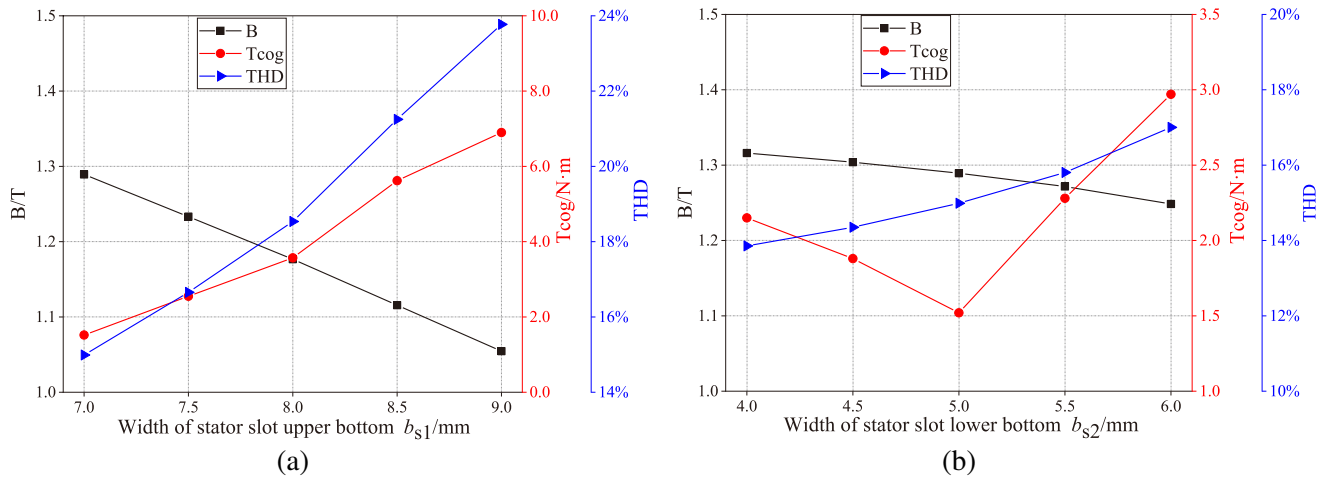 B
Tcog
THD
1.5
1.4
1.3
1.2
1.1
1.0
B/T
10.0
8.0
6.0
4.0
2.0
0.0
Tcog/N·m
24%
22%
20%
18%
16%
14%
THD
7.0 7.5 8.0 8.5 9.0
Width of stator slot upper bottom bs1/mm
(a)
B
Tcog
THD
1.5
1.4
1.3
1.2
1.1
1.0
B/T
3.5
3.0
2.5
2.0
1.5
1.0
Tcog/N·m
20%
18%
16%
14%
12%
10%
THD
4.0 4.5 5.0 5.5 6.0
Width of stator slot lower bottom bs2/mm
(b)